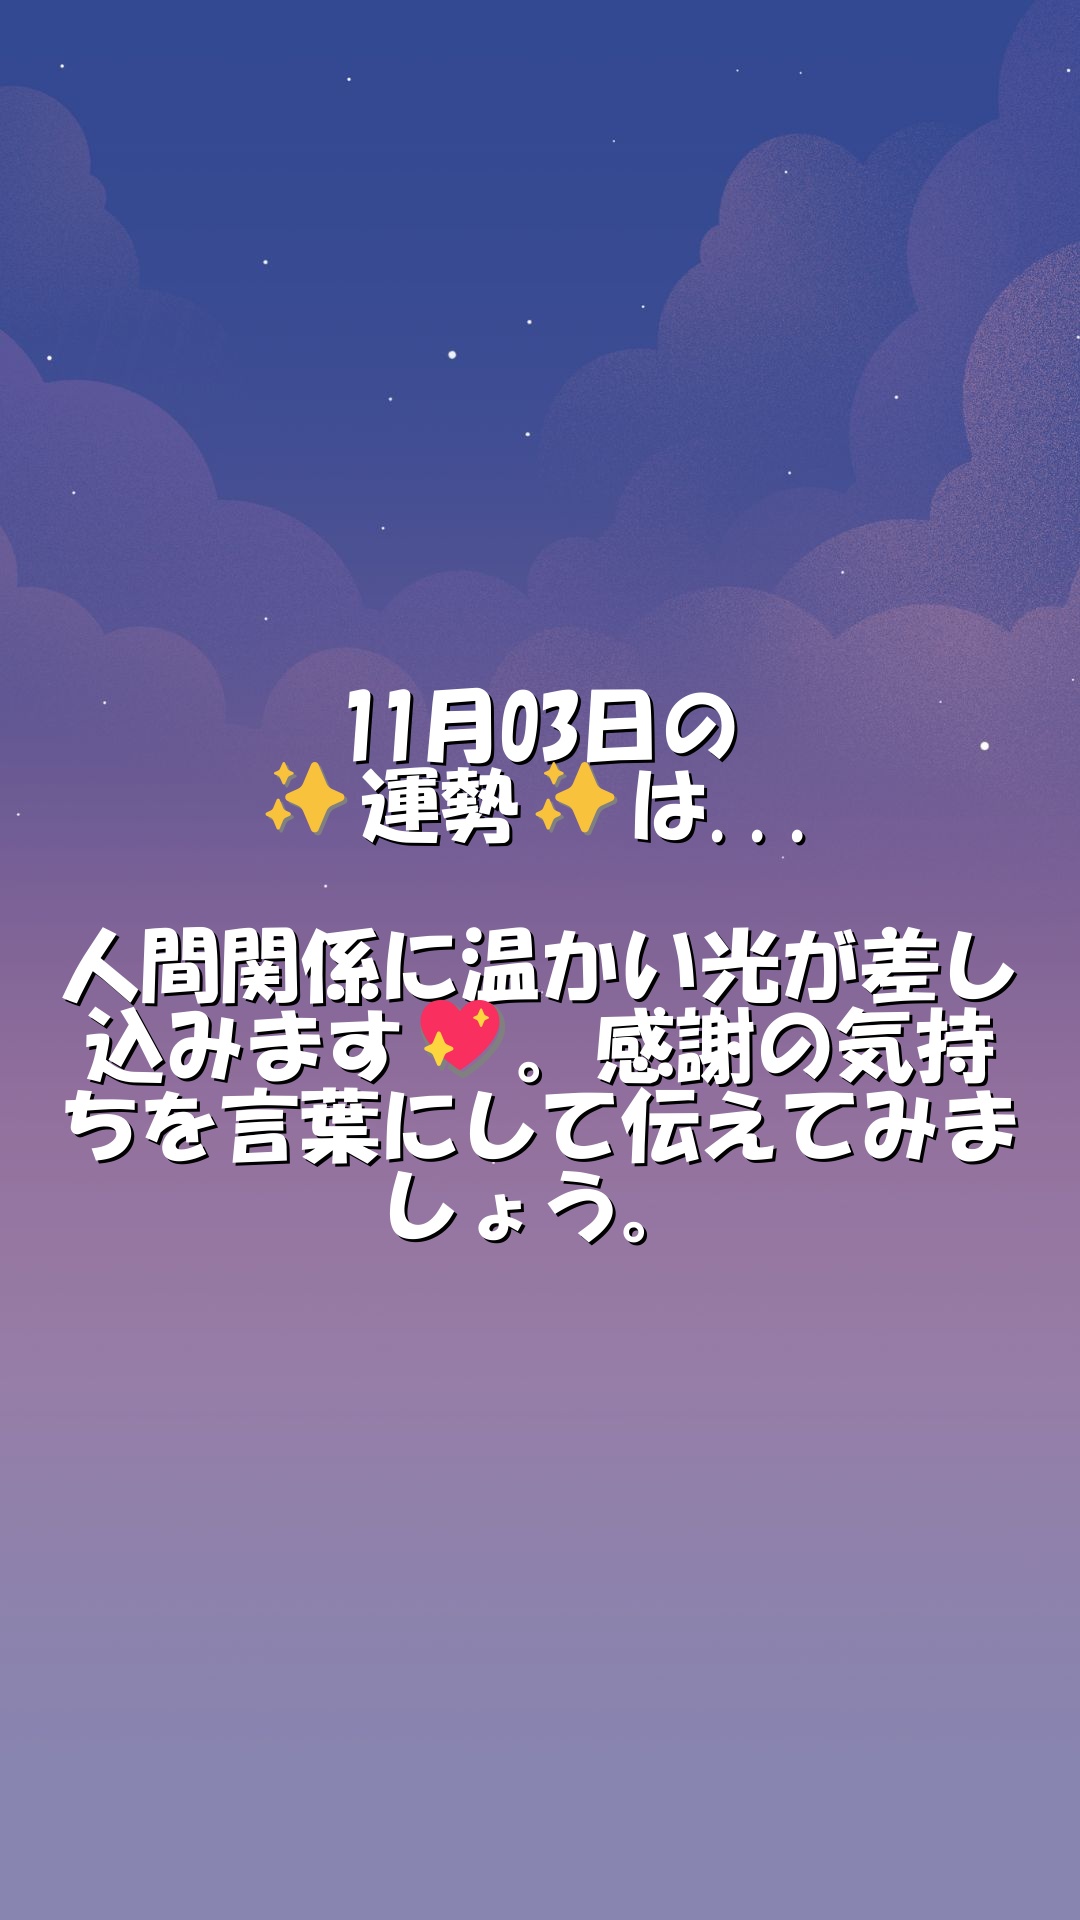 11月03日の
✨運勢✨は...
人間関係に温かい光が差し
込みます💖。感謝の気持
ちを言葉にして伝えてみま
しょう。